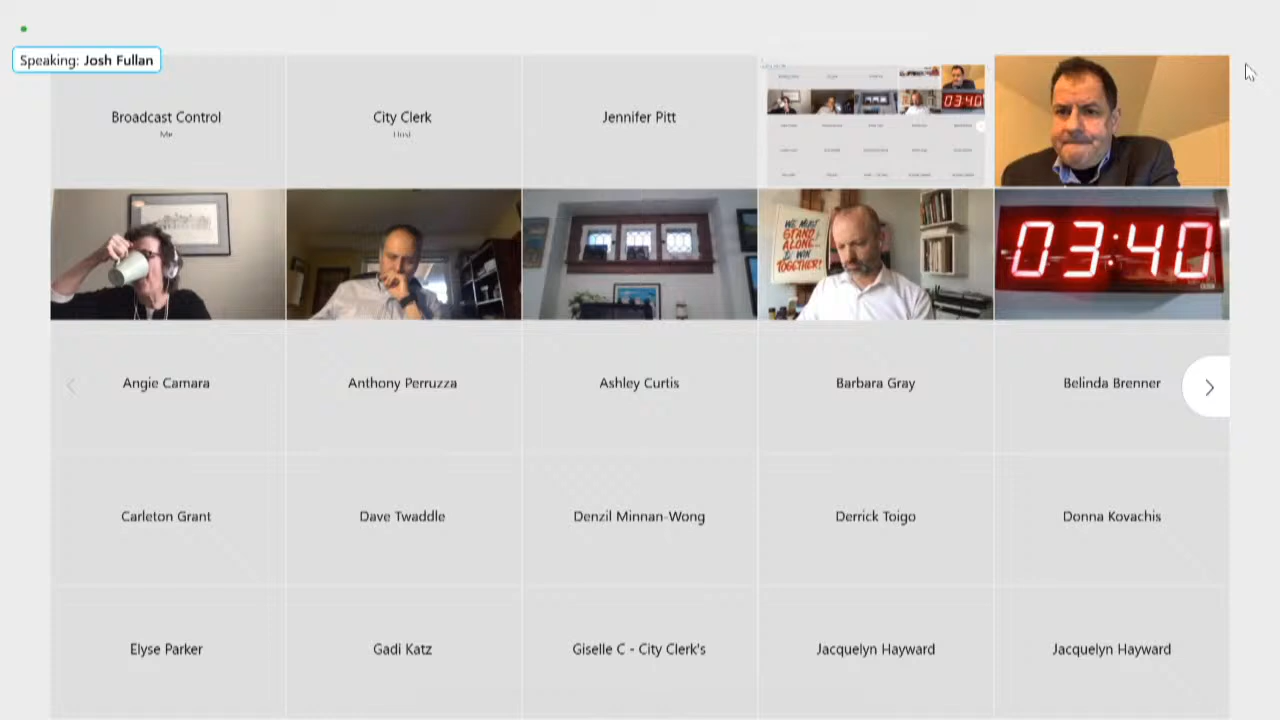 Speaking: Josh Fullan
Broadcast Control
Me
City Clerk
Host
Jennifer Pitt
03:40
WE MUST
STAND
ALONE...
TO WIN
TOGETHER!
03:40
Angie Camara
Anthony Perruzza
Ashley Curtis
Barbara Gray
Belinda Brenner
Carleton Grant
Dave Twaddle
Denzil Minnan-Wong
Derrick Toigo
Donna Kovachis
Elyse Parker
Gadi Katz
Giselle C - City Clerk's
Jacquelyn Hayward
Jacquelyn Hayward